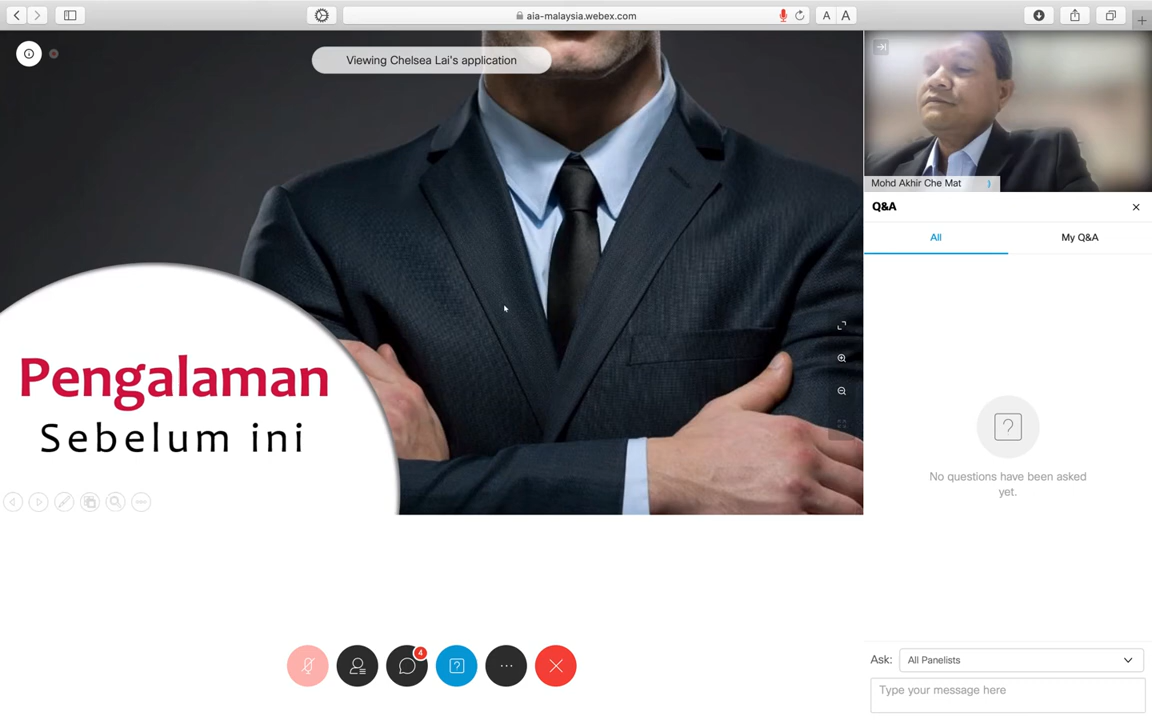 aia-malaysia.webex.com
A A
Viewing Chelsea Lai's application
Mohd Akhir Che Mat
Q&A
All
My Q&A
Pengalaman
Sebelum ini
?
No questions have been asked
yet.
4
?
Ask:
All Panelists
Type your message here